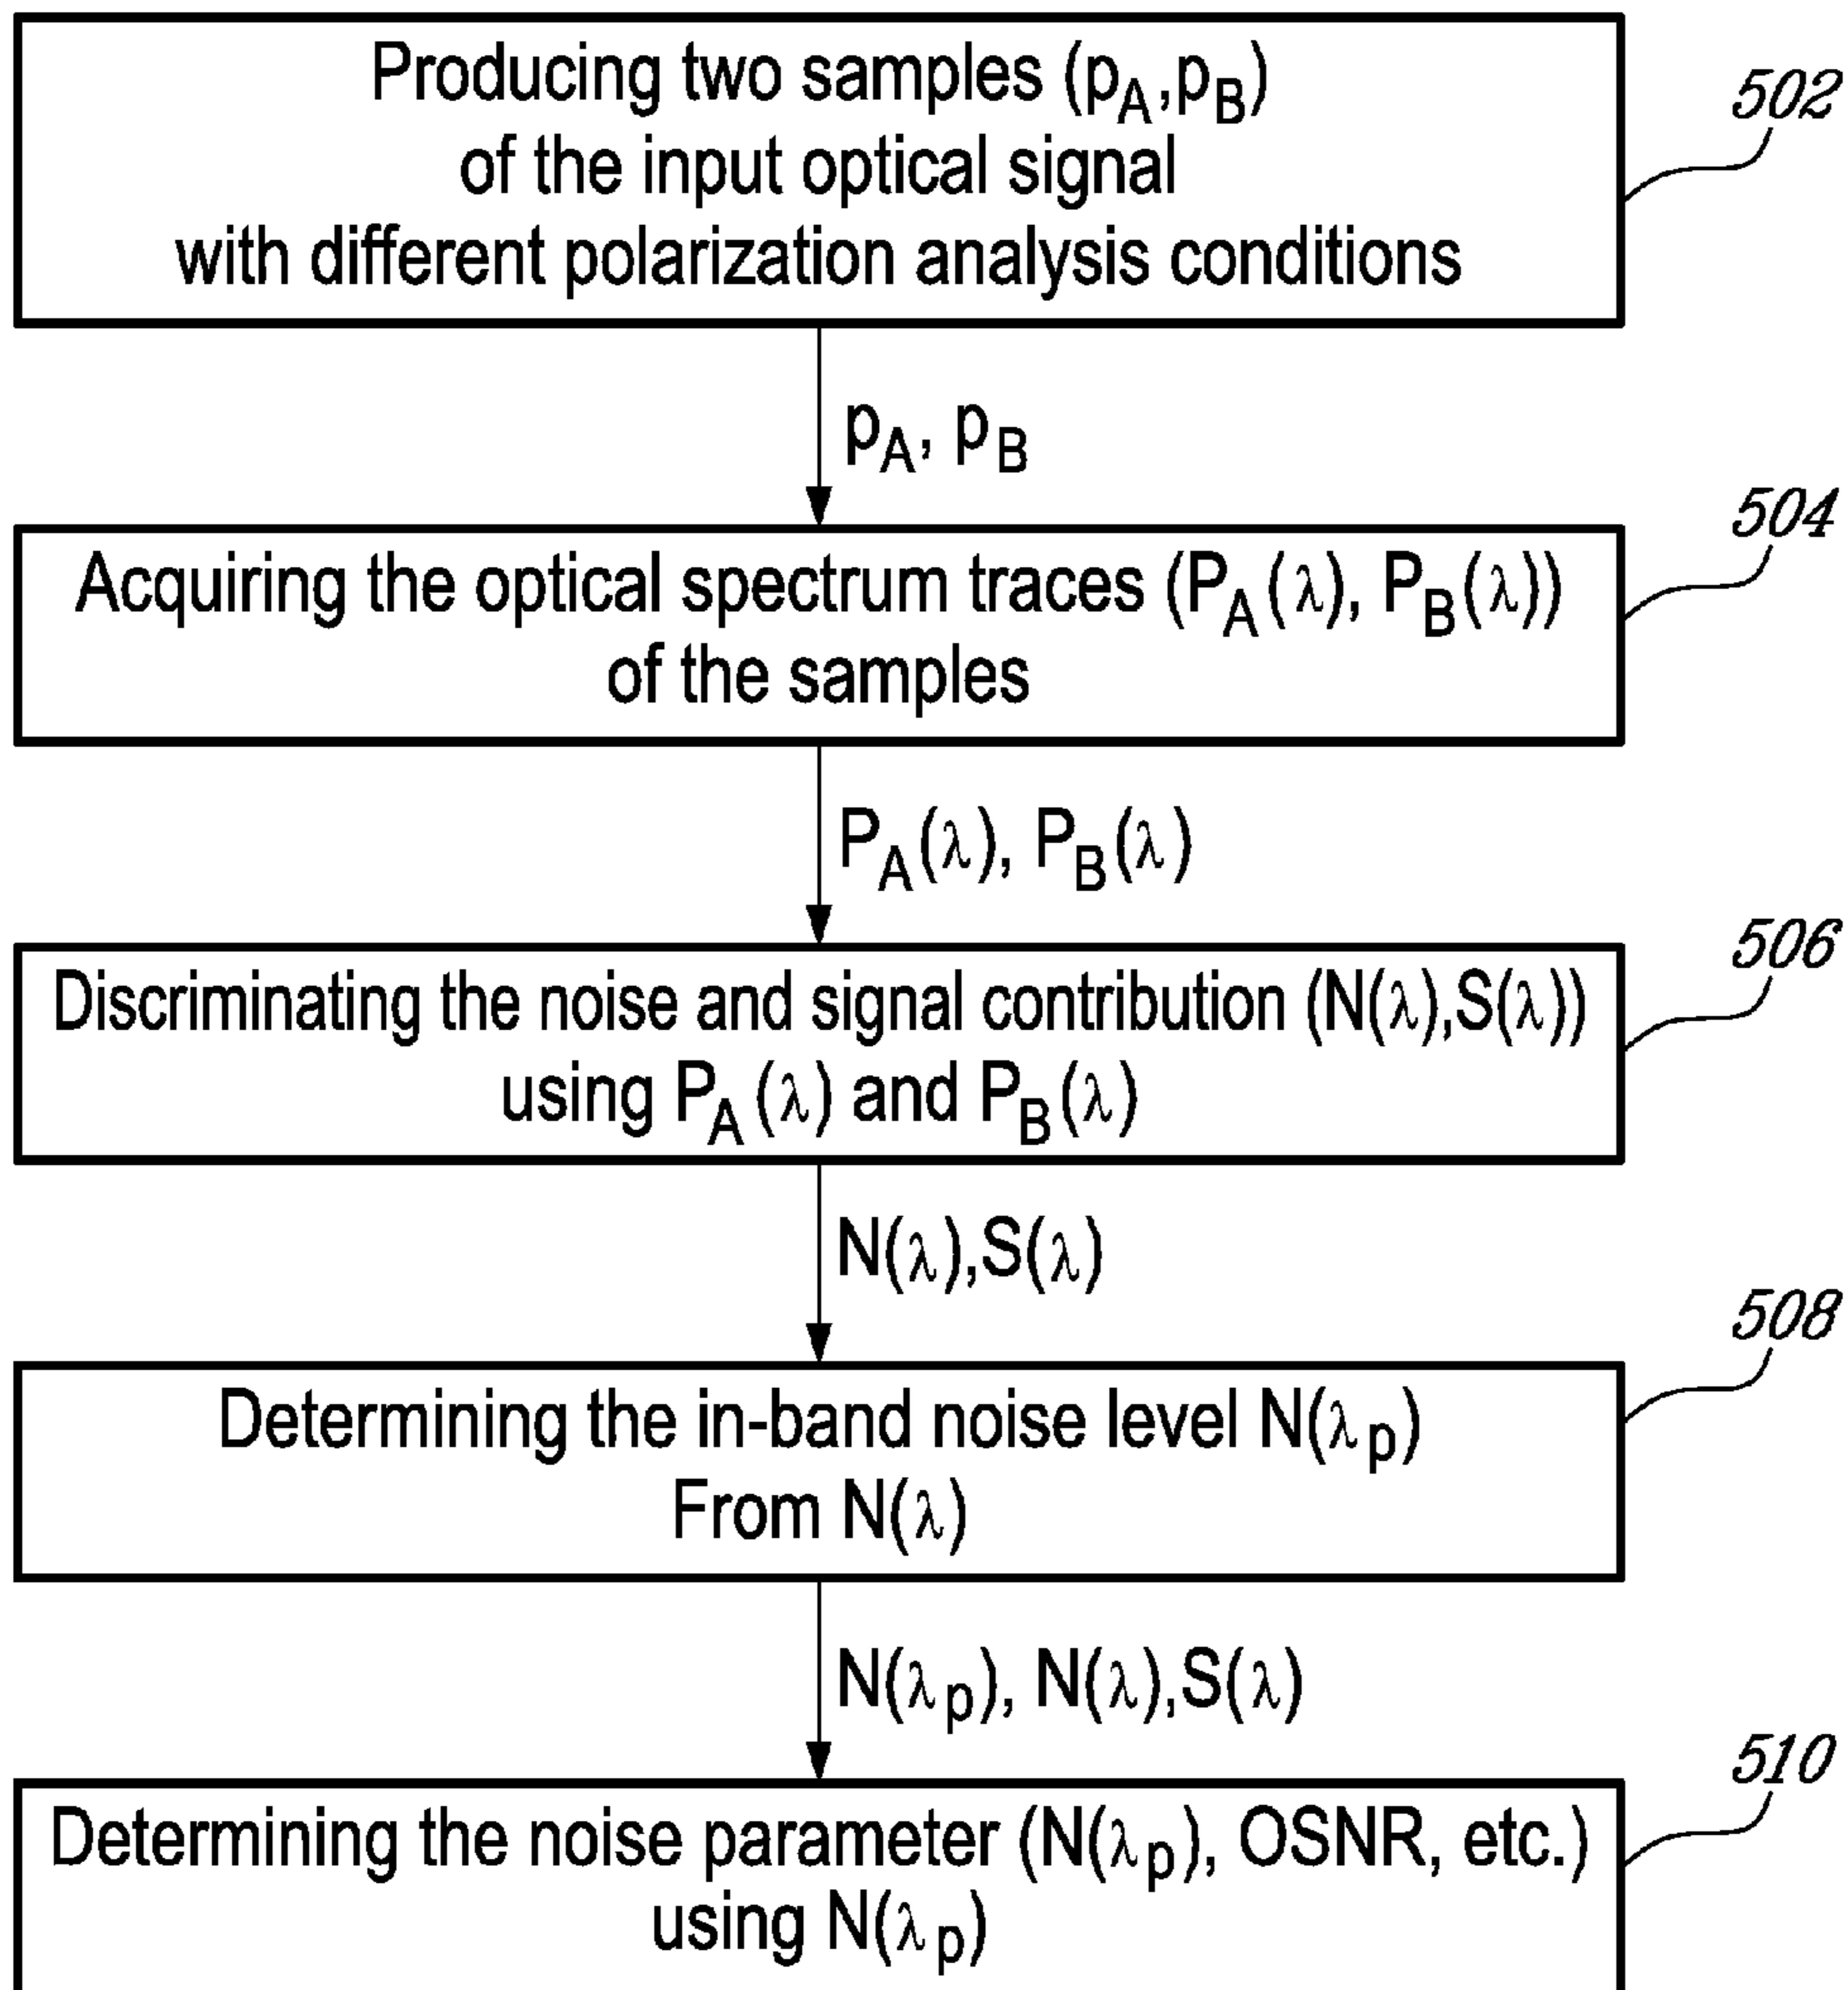 Producing two samples (pA,pB)
of the input optical signal
with different polarization analysis conditions
502
pA, pB
504
Acquiring the optical spectrum traces (PA(λ), PB(λ))
of the samples
PA(λ), PB(λ)
506
Discriminating the noise and signal contribution (N(λ),S(λ))
using PA(λ) and PB(λ)
N(λ),S(λ)
508
Determining the in-band noise level N(λp)
From N(λ)
N(λp), N(λ),S(λ)
510
Determining the noise parameter (N(λp), OSNR, etc.)
using N(λp)